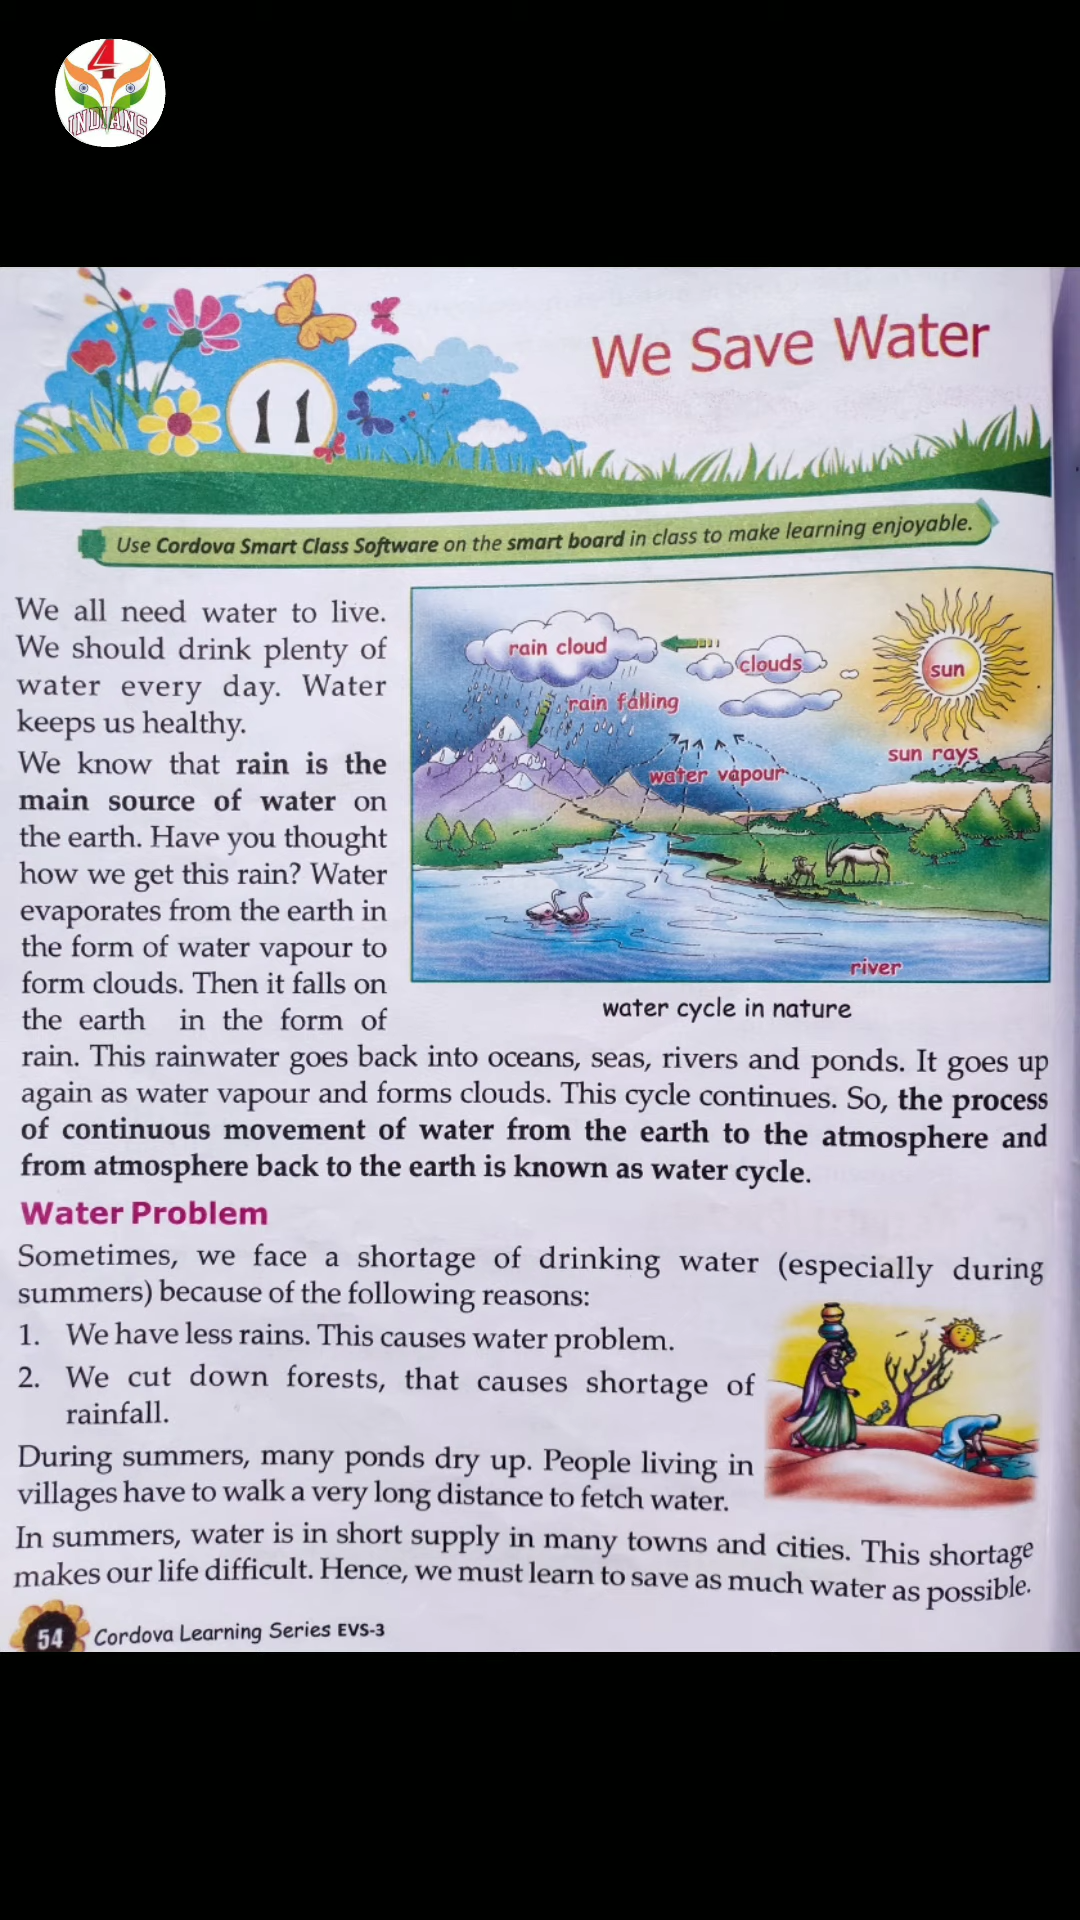 4
INDIANS
11
We Save Water
Use Cordova Smart Class Software on the smart board in class to make learning enjoyable.
We all need water to live.
We should drink plenty of
water every day. Water
keeps us healthy.
We know that rain is the
main source of water on
the earth. Have you thought
how we get this rain? Water
evaporates from the earth in
the form of water vapour to
form clouds. Then it falls on
the earth in the form of
rain cloud
clouds
sun
rain falling
sun rays
water vapour
river
water cycle in nature
rain. This rainwater goes back into oceans, seas, rivers and ponds. It goes up
again as water vapour and forms clouds. This cycle continues. So, the process
of continuous movement of water from the earth to the atmosphere and
from atmosphere back to the earth is known as water cycle.
Water Problem
Sometimes, we face a shortage of drinking water (especially during
summers) because of the following reasons:
1. We have less rains. This causes water problem.
2. We cut down forests, that causes shortage of
rainfall.
During summers, many ponds dry up. People living in
villages have to walk a very long distance to fetch water.
In summers, water is in short supply in many towns and cities. This shortage
makes our life difficult. Hence, we must learn to save as much water as possible.
54 Cordova Learning Series EVS-3